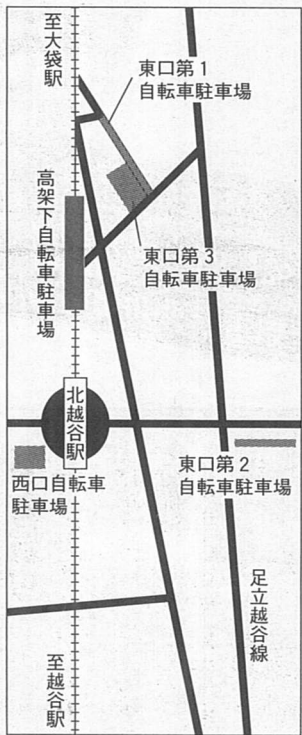 至大袋駅
東口第1
自転車駐車場
高架下自転車駐車場
東口第3
自転車駐車場
北越谷駅
西口自転車
駐車場
東口第2
自転車駐車場
足立越谷線
至越谷駅